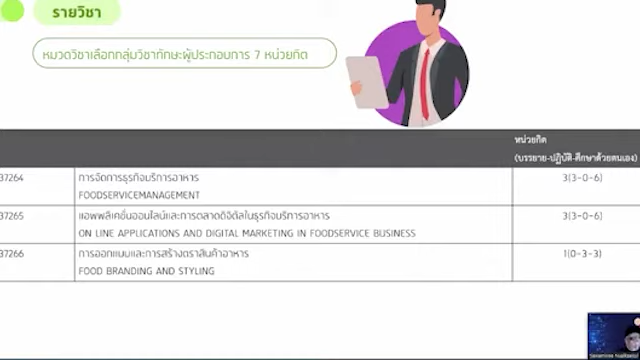 รายวิชา
หมวดวิชาเลือกกลุ่มวิชาทักษะผู้ประกอบการ 7 หน่วยกิต
หน่วยกิต
(บรรยาย-ปฏิบัติ-ศึกษาด้วยตนเอง)
37264 การจัดการธุรกิจบริการอาหาร 3(3-0-6)
FOODSERVICEMANAGEMENT
37265 แอพพลิเคชั่นออนไลน์และการตลาดดิจิตัลในธุรกิจบริการอาหาร 3(3-0-6)
ON LINE APPLICATIONS AND DIGITAL MARKETING IN FOODSERVICE BUSINESS
37266 การออกแบบและการสร้างตราสินค้าอาหาร 1(0-3-3)
FOOD BRANDING AND STYLING